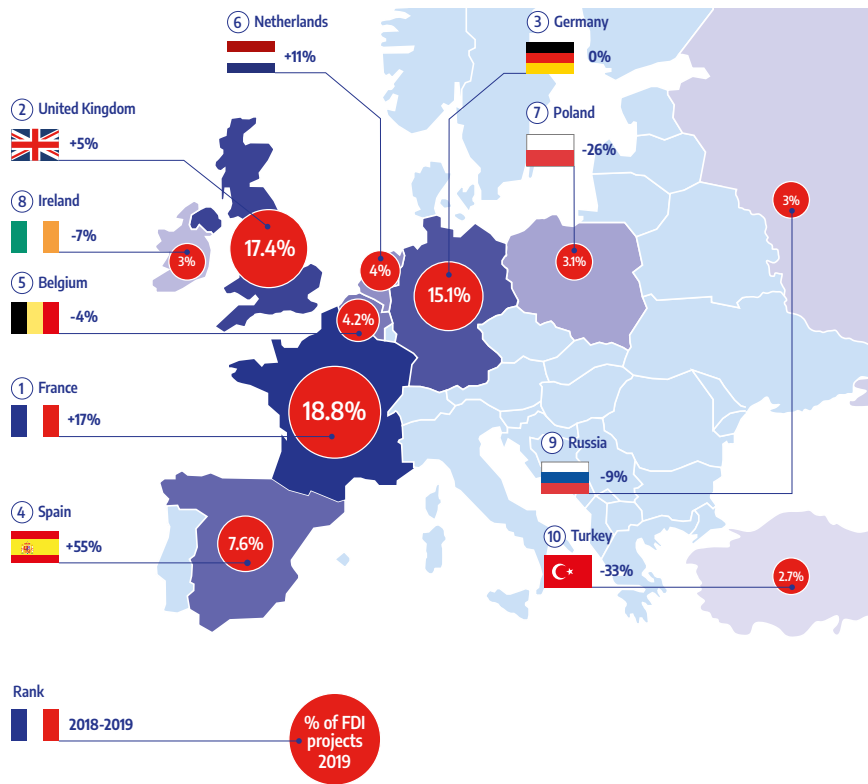 6 Netherlands
+11%
3 Germany
0%
2 United Kingdom
+5%
7 Poland
-26%
8 Ireland
-7%
3%
17.4%
4%
15.1%
3.1%
3%
5 Belgium
-4%
4.2%
1 France
+17%
18.8%
9 Russia
-9%
4 Spain
+55%
7.6%
10 Turkey
-33%
2.7%
Rank
2018-2019
% of FDI
projects
2019